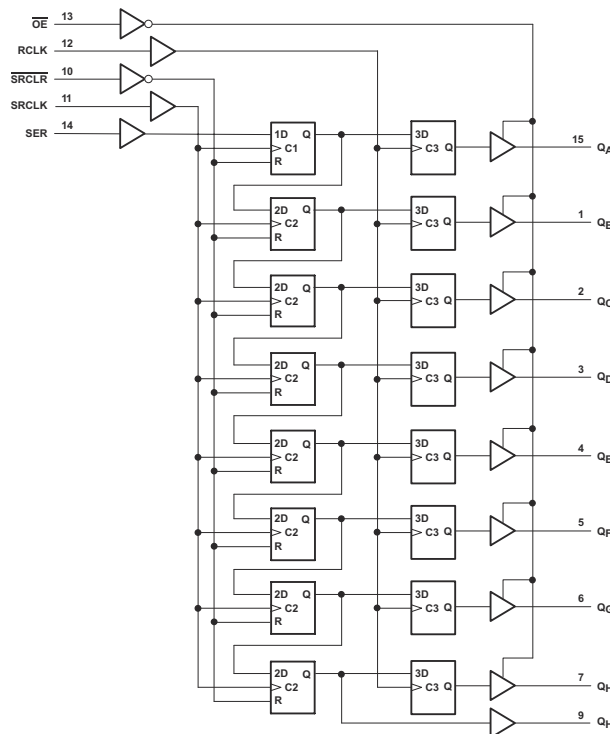 OE 13
RCLK 12
SRCLR 10
SRCLK 11
SER 14
1D Q 3D
C1 C3 Q 15 QA
R
2D Q 3D
C2 C3 Q 1 QB
R
2D Q 3D
C2 C3 Q 2 QC
R
2D Q 3D
C2 C3 Q 3 QD
R
2D Q 3D
C2 C3 Q 4 QE
R
2D Q 3D
C2 C3 Q 5 QF
R
2D Q 3D
C2 C3 Q 6 QG
R
2D Q 3D
C2 C3 Q 7 QH
R
9 QH